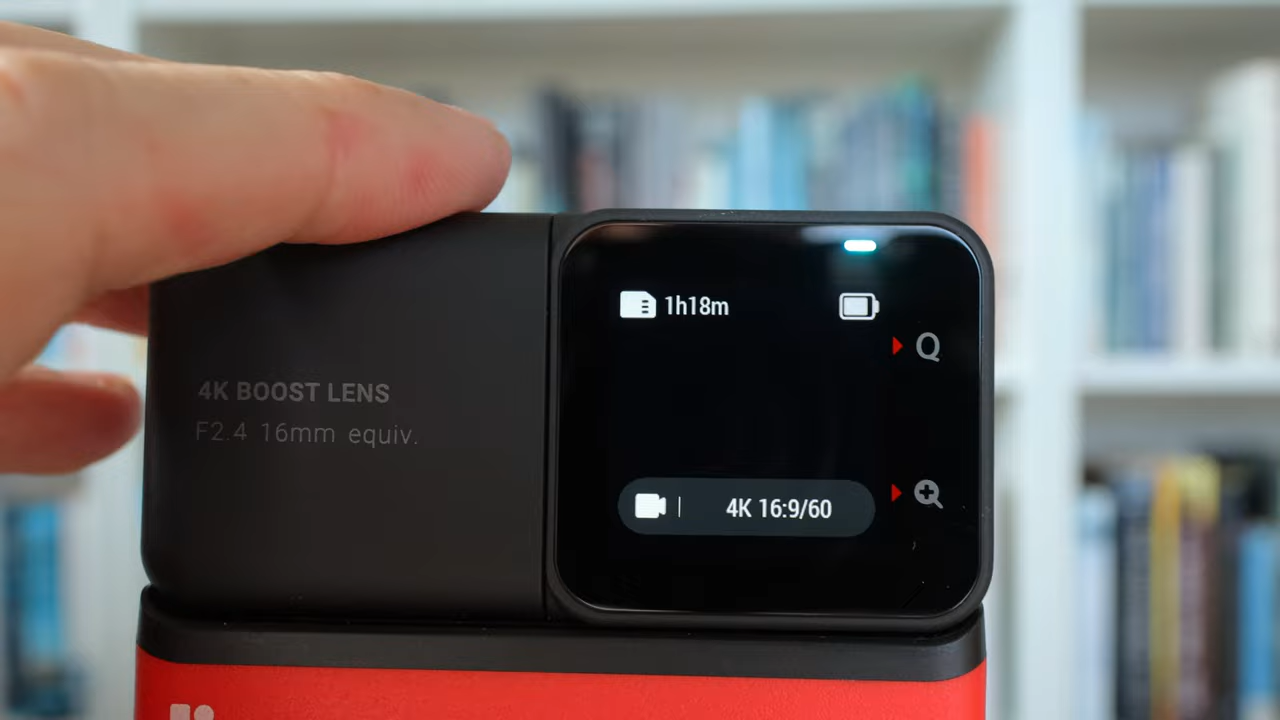 4K BOOST LENS
F2.4 16mm equiv.
1h18m
Q
4K 16:9/60